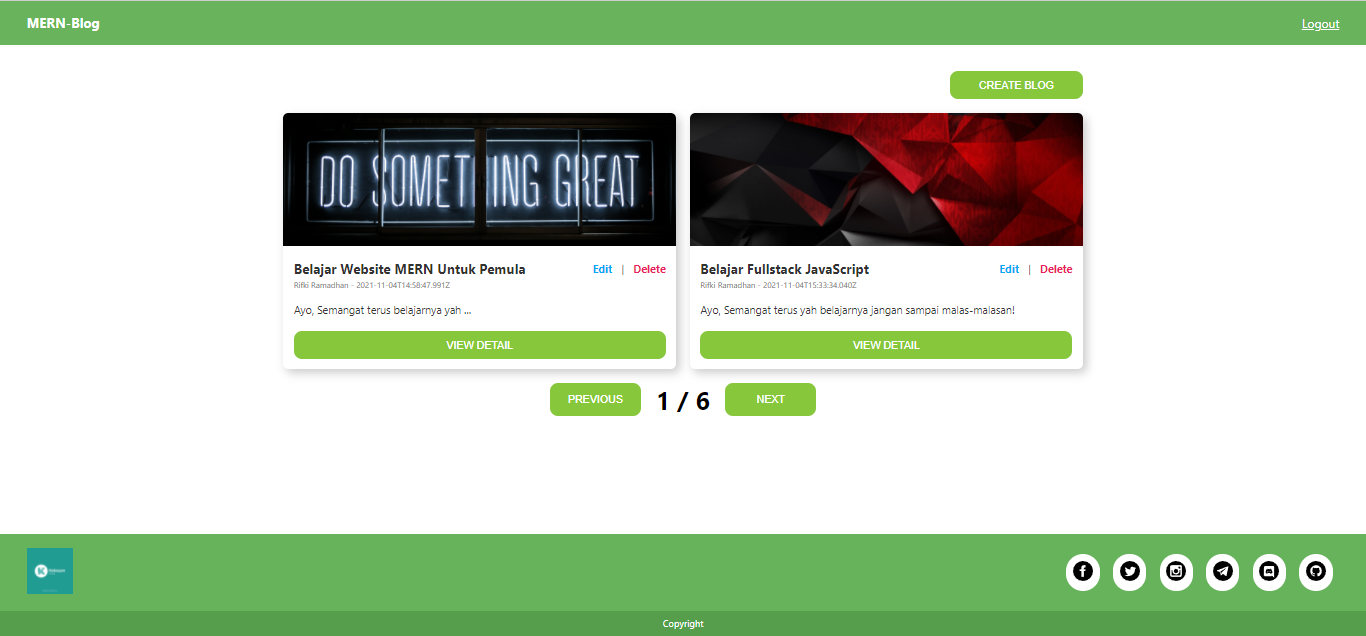 MERN-Blog
Logout
CREATE BLOG
DO SOMETHING GREAT
Belajar Website MERN Untuk Pemula
Edit | Delete
Rifki Ramadhan - 2021-11-04T14:58:47.991Z
Ayo, Semangat terus belajarnya yah ...
VIEW DETAIL
Belajar Fullstack JavaScript
Edit | Delete
Rifki Ramadhan - 2021-11-04T15:33:34.040Z
Ayo, Semangat terus yah belajarnya jangan sampai malas-malasan!
VIEW DETAIL
PREVIOUS
1 / 6
NEXT
K
Copyright